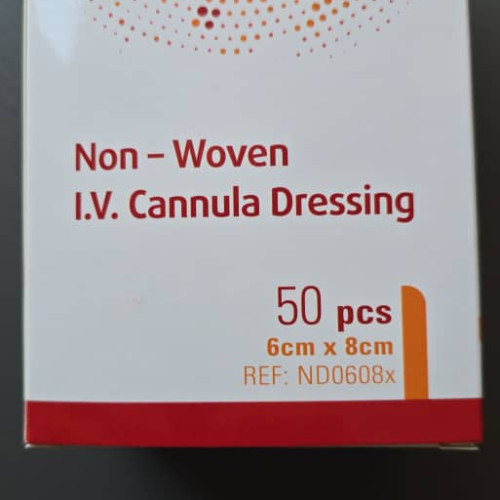 Non – Woven
I.V. Cannula Dressing
50 pcs
6cm x 8cm
REF: ND0608x